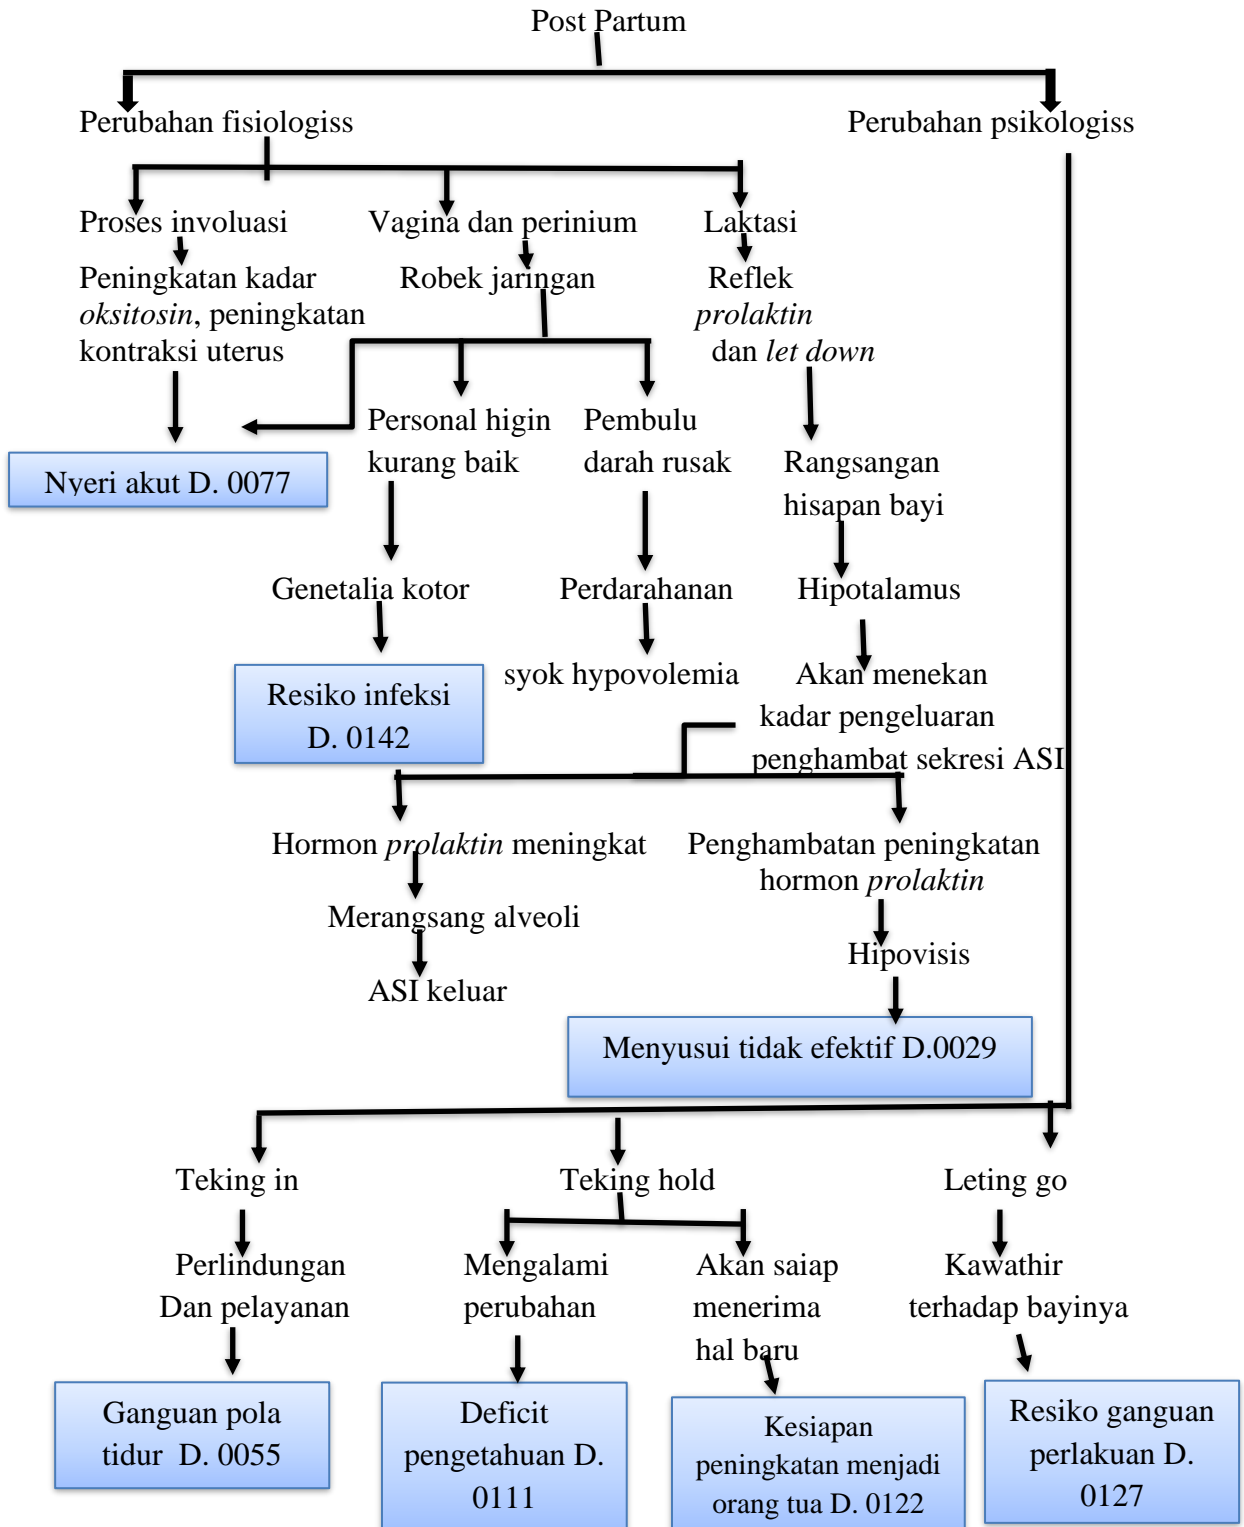 Post Partum
Perubahan fisiologiss
Perubahan psikologiss
Proses involuasi
Vagina dan perinium
Laktasi
Peningkatan kadar
oksitosin, peningkatan
kontraksi uterus
Robek jaringan
Reflek
prolaktin
dan let down
Nyeri akut D. 0077
Personal higin
kurang baik
Pembulu
darah rusak
Rangsangan
hisapan bayi
Genetalia kotor
Perdarahanan
Hipotalamus
Resiko infeksi
D. 0142
syok hypovolemia
Akan menekan
kadar pengeluaran
penghambat sekresi ASI
Hormon prolaktin meningkat
Penghambatan peningkatan
hormon prolaktin
Merangsang alveoli
Hipovisis
ASI keluar
Menyusui tidak efektif D.0029
Teking in
Teking hold
Leting go
Perlindungan
Dan pelayanan
Mengalami
perubahan
Akan saiap
menerima
hal baru
Kawathir
terhadap bayinya
Ganguan pola
tidur D. 0055
Deficit
pengetahuan D.
0111
Kesiapan
peningkatan menjadi
orang tua D. 0122
Resiko ganguan
perlakuan D.
0127